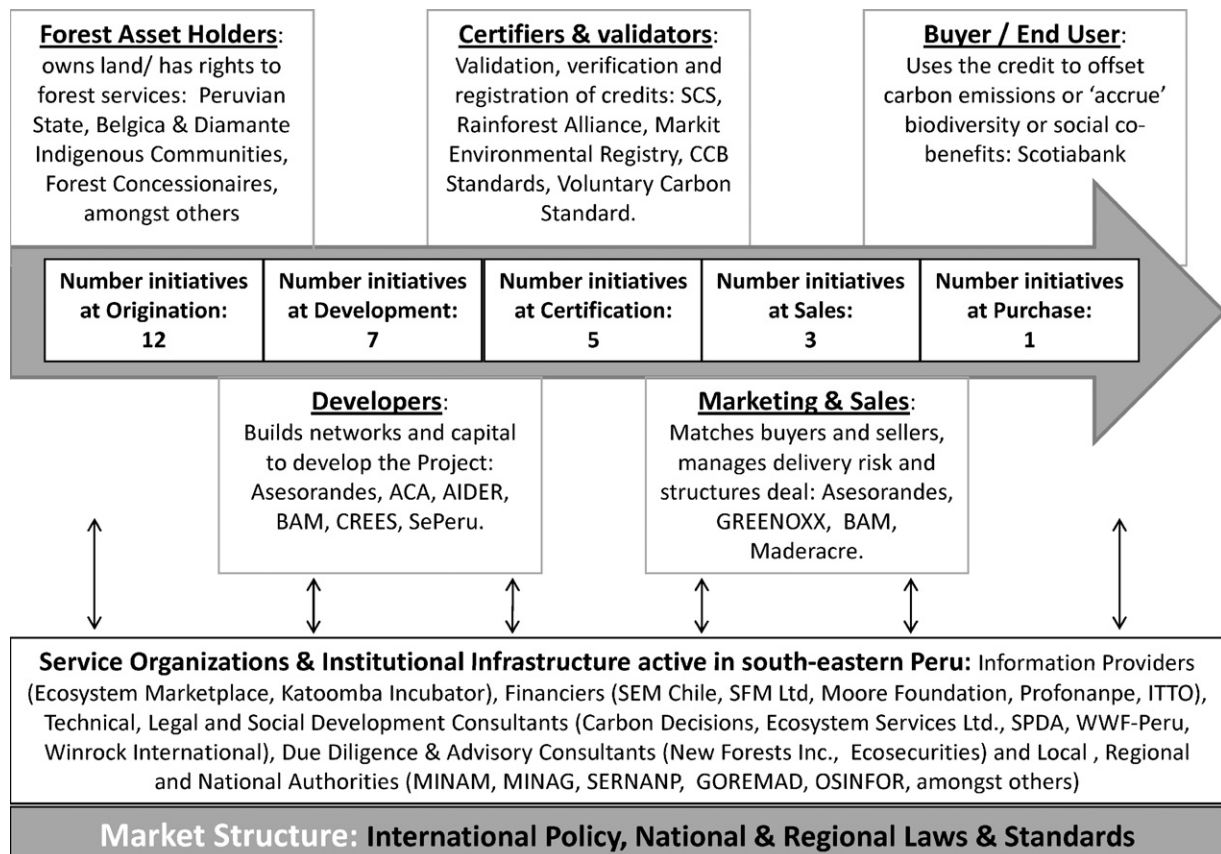 Forest Asset Holders:
owns land/ has rights to
forest services: Peruvian
State, Belgica & Diamante
Indigenous Communities,
Forest Concessionaires,
amongst others
Certifiers & validators:
Validation, verification and
registration of credits: SCS,
Rainforest Alliance, Markit
Environmental Registry, CCB
Standards, Voluntary Carbon
Standard.
Buyer / End User:
Uses the credit to offset
carbon emissions or ‘accrue’
biodiversity or social co-
benefits: Scotiabank
Number initiatives
at Origination:
12
Number initiatives
at Development:
7
Number initiatives
at Certification:
5
Number initiatives
at Sales:
3
Number initiatives
at Purchase:
1
Developers:
Builds networks and capital
to develop the Project:
Asesorandes, ACA, AIDER,
BAM, CREES, SePeru.
Marketing & Sales:
Matches buyers and sellers,
manages delivery risk and
structures deal: Asesorandes,
GREENOXX, BAM,
Maderacre.
Service Organizations & Institutional Infrastructure active in south-eastern Peru: Information Providers
(Ecosystem Marketplace, Katoomba Incubator), Financiers (SEM Chile, SFM Ltd, Moore Foundation, Profonanpe, ITTO),
Technical, Legal and Social Development Consultants (Carbon Decisions, Ecosystem Services Ltd., SPDA, WWF-Peru,
Winrock International), Due Diligence & Advisory Consultants (New Forests Inc., Ecosecurities) and Local , Regional
and National Authorities (MINAM, MINAG, SERNANP, GOREMAD, OSINFOR, amongst others)
Market Structure: International Policy, National & Regional Laws & Standards